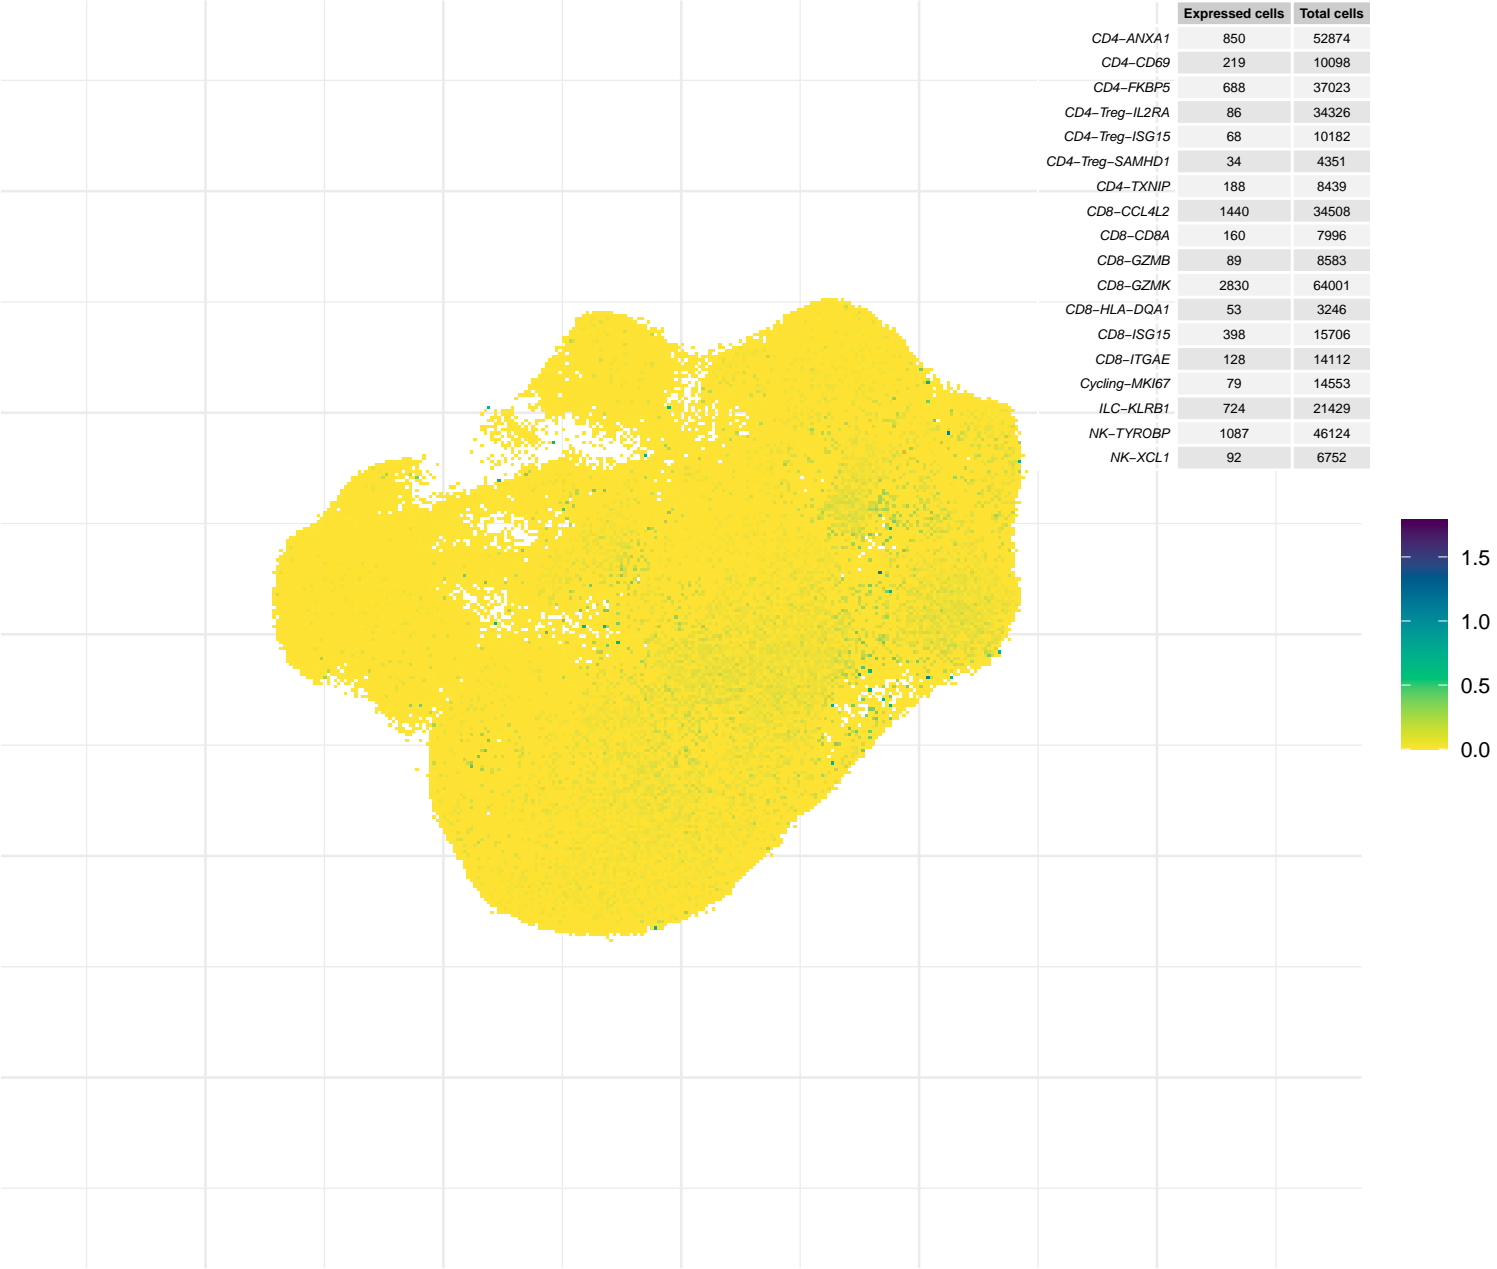 Expressed cells Total cells
CD4−ANXA1 850 52874
CD4−CD69 219 10098
CD4−FKBP5 688 37023
CD4−Treg−IL2RA 86 34326
CD4−Treg−ISG15 68 10182
CD4−Treg−SAMHD1 34 4351
CD4−TXNIP 188 8439
CD8−CCL4L2 1440 34508
CD8−CD8A 160 7996
CD8−GZMB 89 8583
CD8−GZMK 2830 64001
CD8−HLA−DQA1 53 3246
CD8−ISG15 398 15706
CD8−ITGAE 128 14112
Cycling−MKI67 79 14553
ILC−KLRB1 724 21429
NK−TYROBP 1087 46124
NK−XCL1 92 6752
1.5
1.0
0.5
0.0